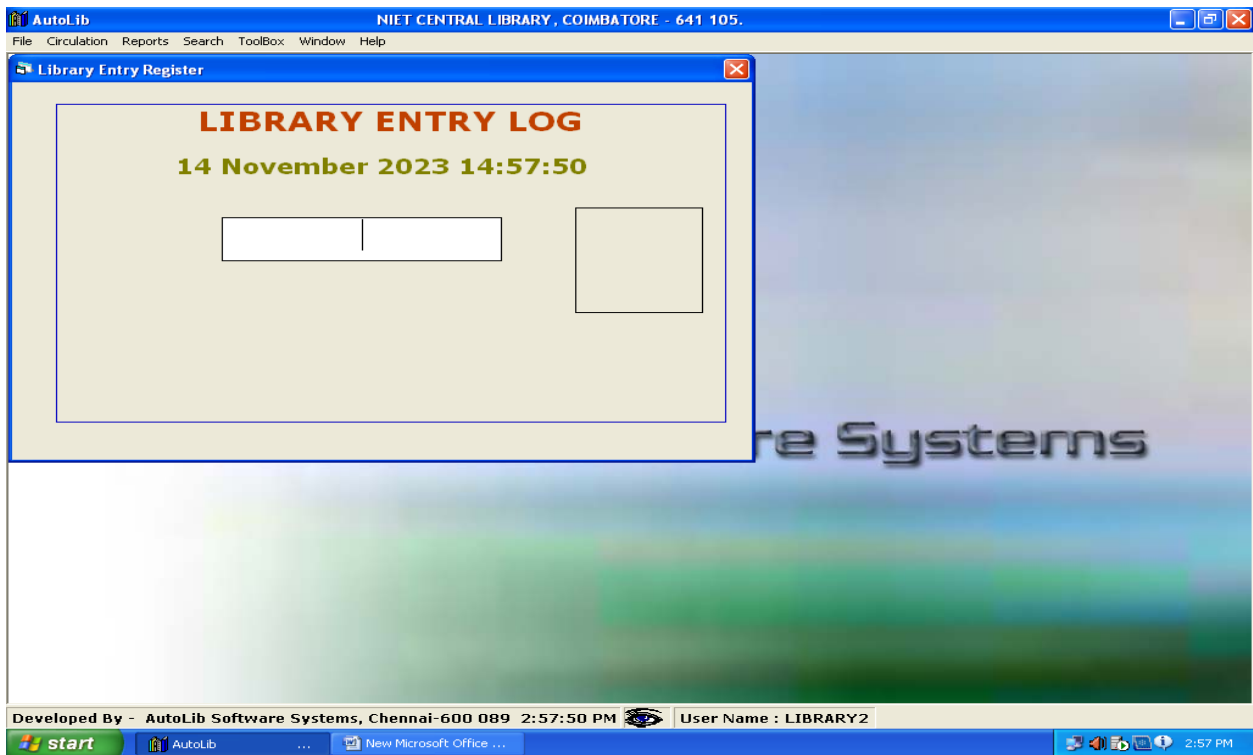 AutoLib NIET CENTRAL LIBRARY, COIMBATORE - 641 105.
File Circulation Reports Search ToolBox Window Help
Library Entry Register
LIBRARY ENTRY LOG
14 November 2023 14:57:50
re Systems
Developed By - AutoLib Software Systems, Chennai-600 089 2:57:50 PM User Name : LIBRARY2
start AutoLib ... New Microsoft Office ... 2:57 PM